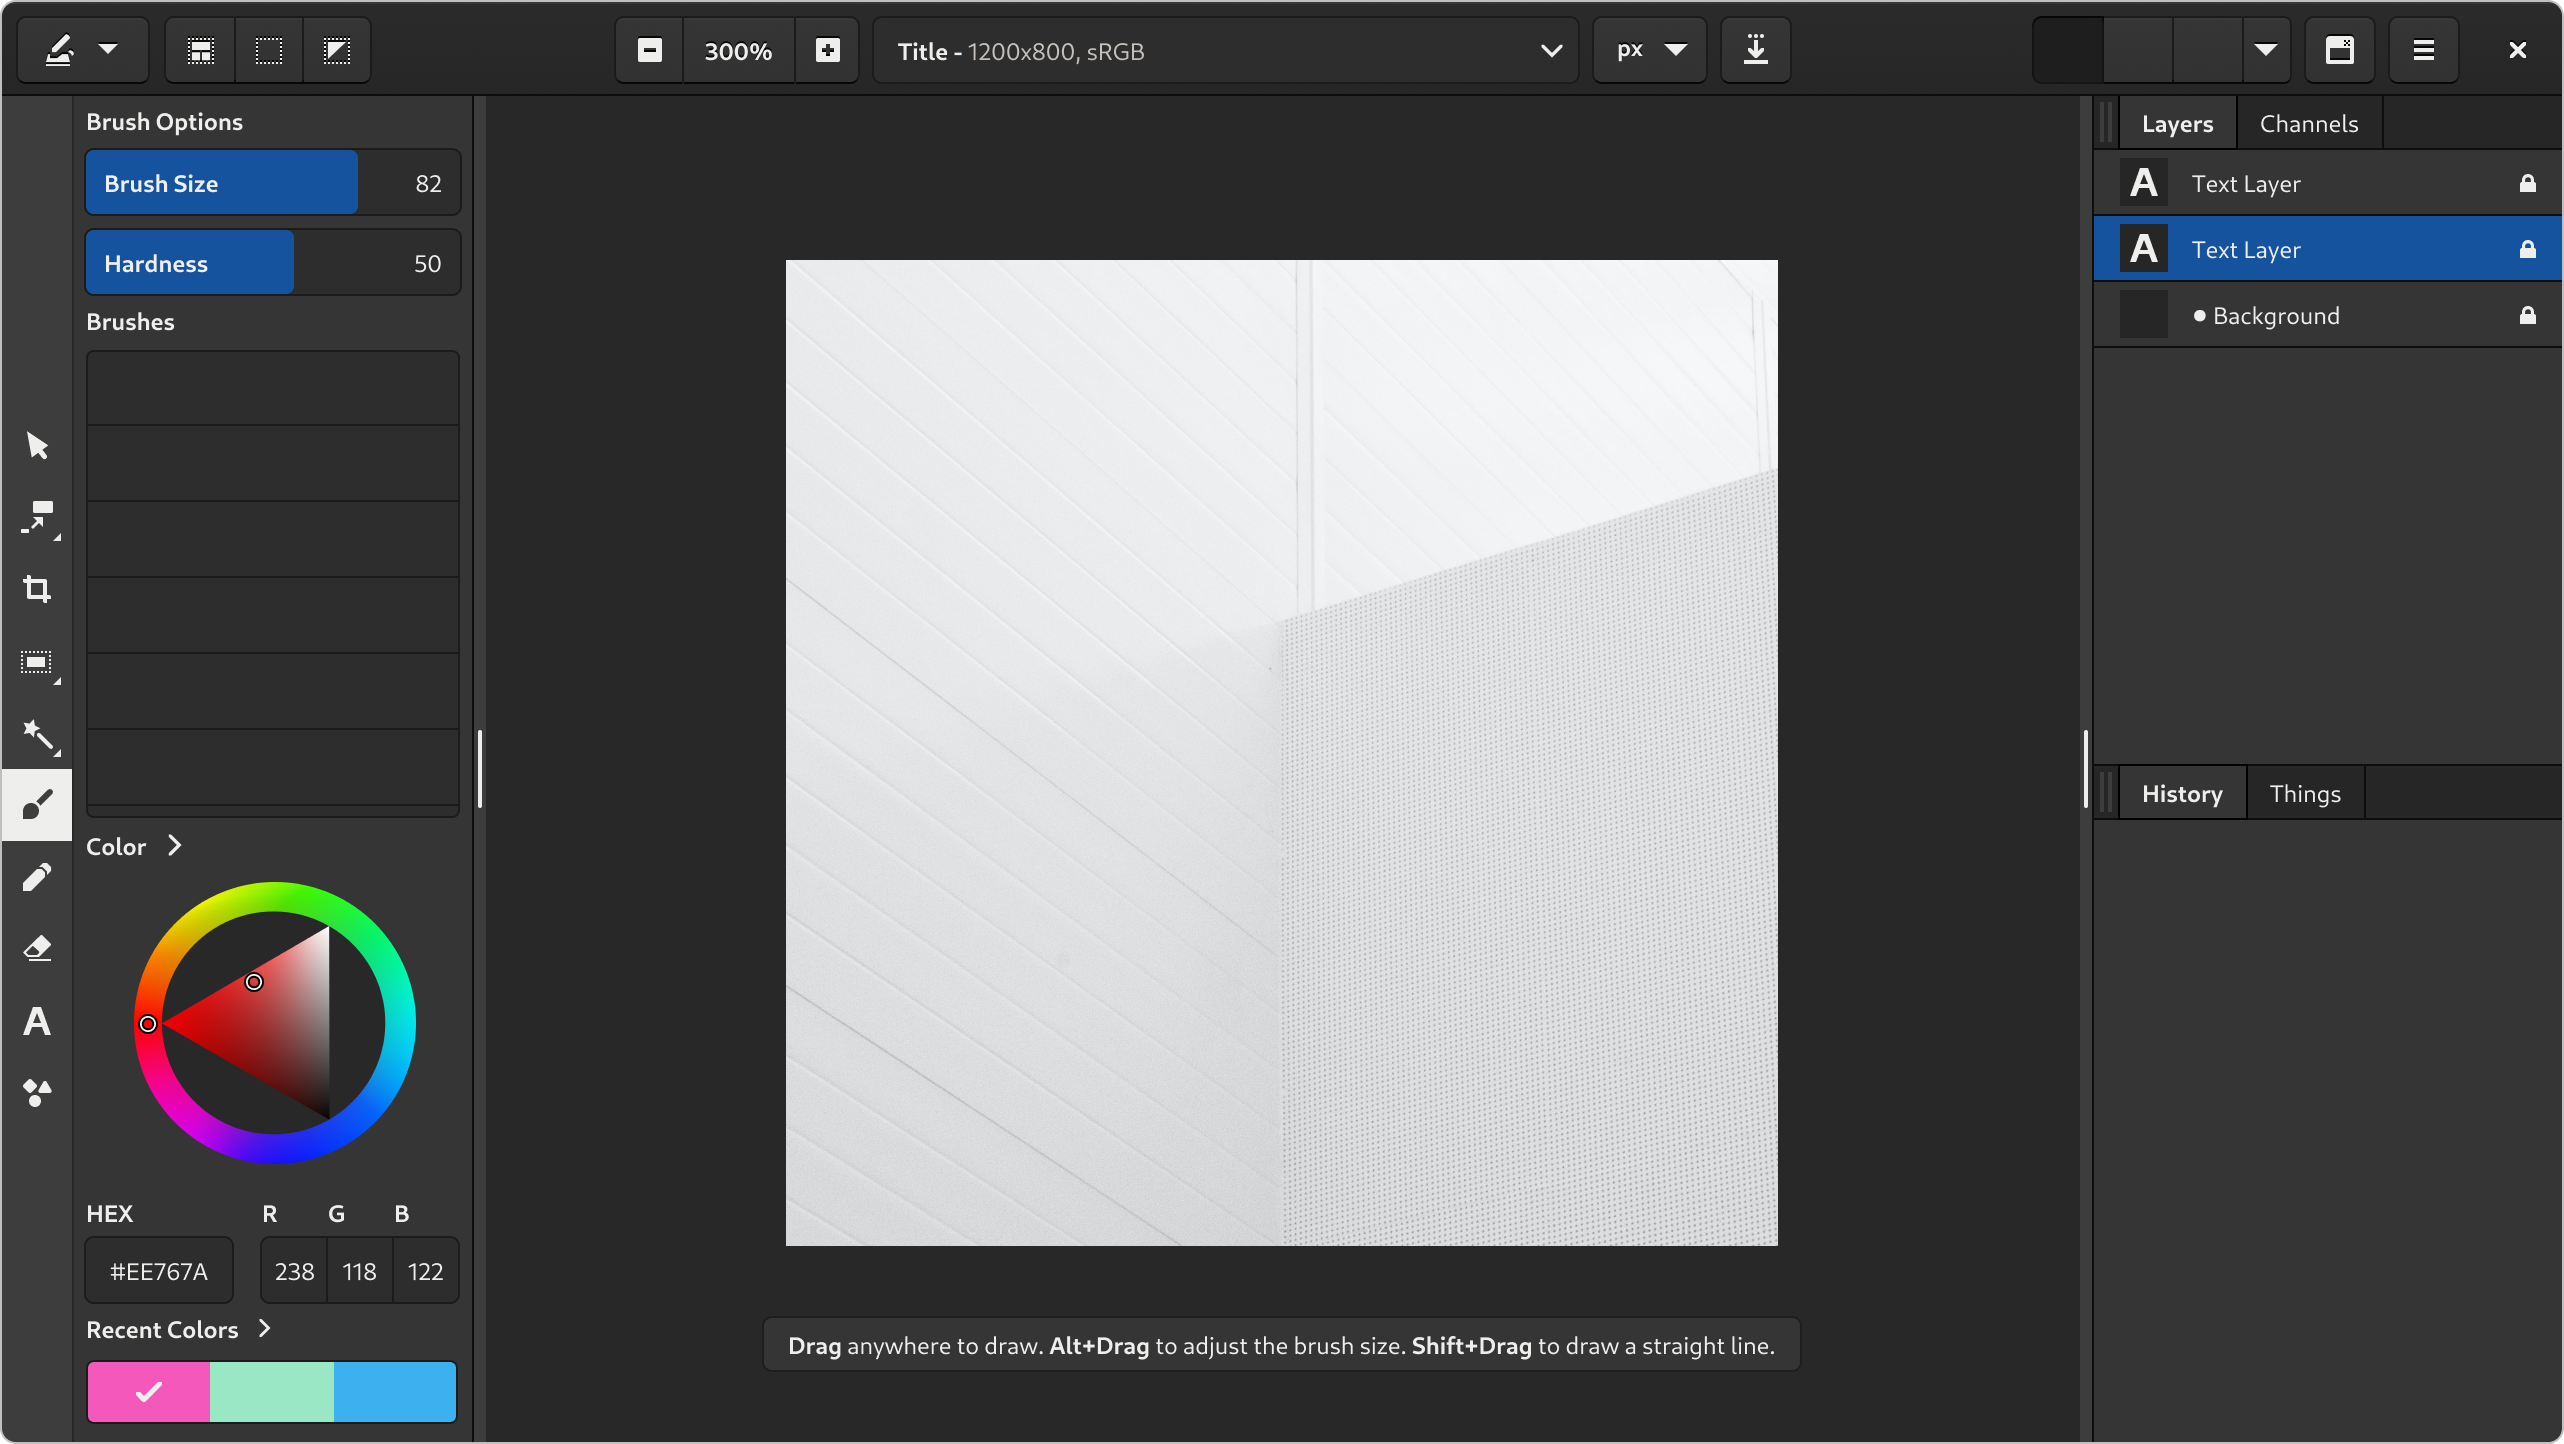 300%
Title - 1200x800, sRGB
px
Brush Options
Brush Size 82
Hardness 50
Brushes
Color
HEX R G B
#EE767A 238 118 122
Recent Colors
Drag anywhere to draw. Alt+Drag to adjust the brush size. Shift+Drag to draw a straight line.
Layers Channels
A Text Layer
A Text Layer
Background
History Things
A